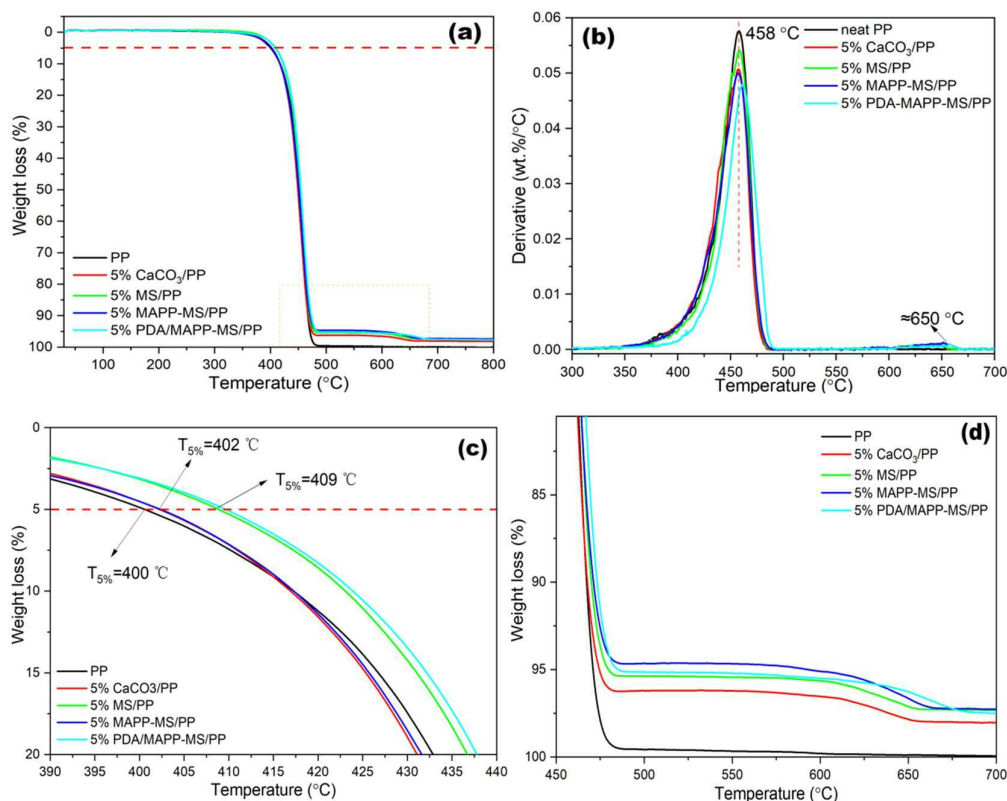 (a)
0
10
20
30
40
50
60
70
80
90
100
Weight loss (%)
PP
5% CaCO₃/PP
5% MS/PP
5% MAPP-MS/PP
5% PDA/MAPP-MS/PP
100 200 300 400 500 600 700 800
Temperature (°C)
(b)
0.06
0.05
0.04
0.03
0.02
0.01
0.00
Derivative (wt.%/°C)
458 °C
neat PP
5% CaCO₃/PP
5% MS/PP
5% MAPP-MS/PP
5% PDA-MAPP-MS/PP
≈650 °C
300 350 400 450 500 550 600 650 700
Temperature (°C)
(c)
0
5
10
15
20
Weight loss (%)
T5%=402 ℃
T5%=409 ℃
T5%=400 ℃
PP
5% CaCO3/PP
5% MS/PP
5% MAPP-MS/PP
5% PDA/MAPP-MS/PP
390 395 400 405 410 415 420 425 430 435 440
Temperature (°C)
(d)
85
90
95
100
Weight loss (%)
PP
5% CaCO₃/PP
5% MS/PP
5% MAPP-MS/PP
5% PDA/MAPP-MS/PP
450 500 550 600 650 700
Temperature (°C)